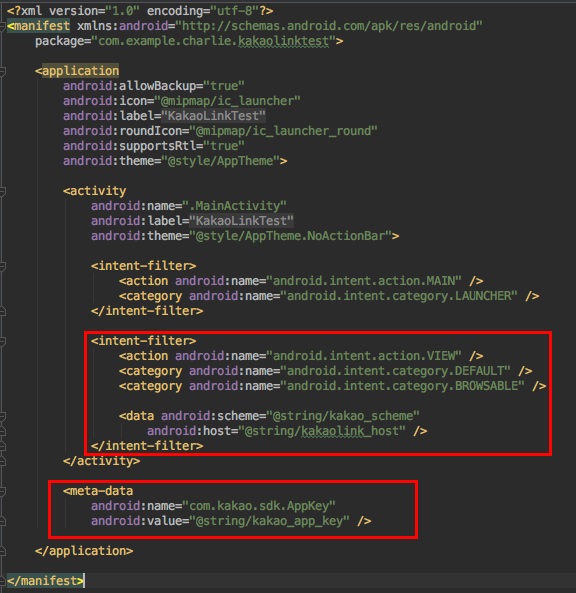 <?xml version="1.0" encoding="utf-8"?>
<manifest xmlns:android="http://schemas.android.com/apk/res/android"
    package="com.example.charlie.kakaolinktest">

    <application
        android:allowBackup="true"
        android:icon="@mipmap/ic_launcher"
        android:label="KakaoLinkTest"
        android:roundIcon="@mipmap/ic_launcher_round"
        android:supportsRtl="true"
        android:theme="@style/AppTheme">

        <activity
            android:name=".MainActivity"
            android:label="KakaoLinkTest"
            android:theme="@style/AppTheme.NoActionBar">

            <intent-filter>
                <action android:name="android.intent.action.MAIN" />
                <category android:name="android.intent.category.LAUNCHER" />
            </intent-filter>

            <intent-filter>
                <action android:name="android.intent.action.VIEW" />
                <category android:name="android.intent.category.DEFAULT" />
                <category android:name="android.intent.category.BROWSABLE" />

                <data android:scheme="@string/kakao_scheme"
                    android:host="@string/kakaolink_host" />
            </intent-filter>
        </activity>

        <meta-data
            android:name="com.kakao.sdk.AppKey"
            android:value="@string/kakao_app_key" />

    </application>

</manifest>